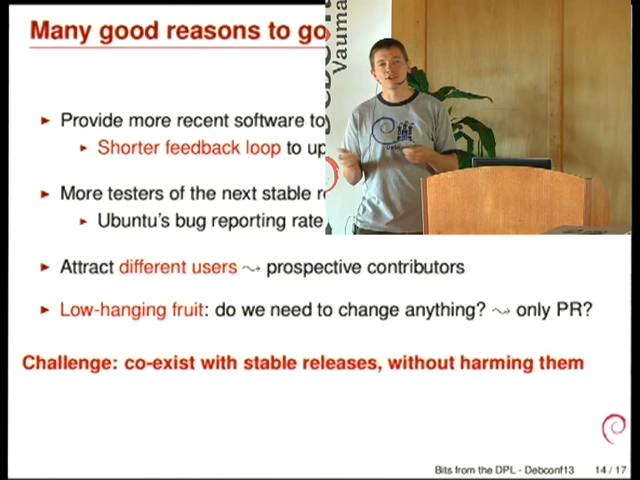 Many good reasons to go
Vauma
► Provide more recent software to
► Shorter feedback loop to up
► More testers of the next stable r
► Ubuntu's bug reporting rate
► Attract different users ⤳ prospective contributors
► Low-hanging fruit: do we need to change anything? ⤳ only PR?
Challenge: co-exist with stable releases, without harming them
Bits from the DPL - Debconf13 14 / 17